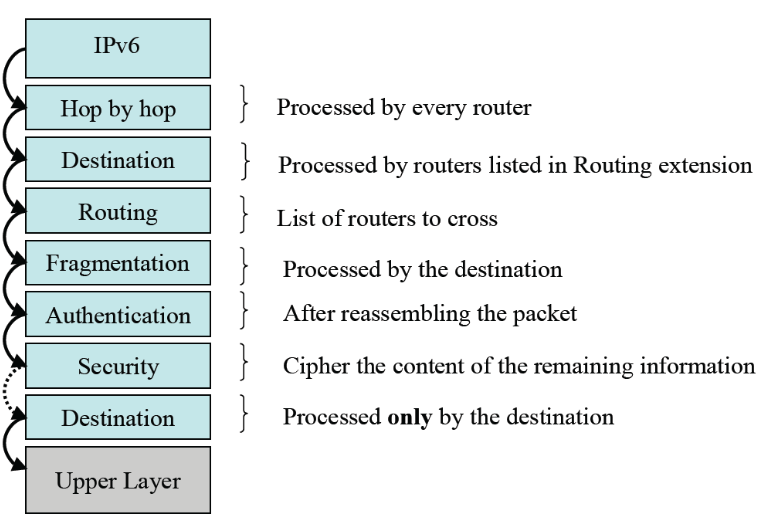 IPv6
Hop by hop } Processed by every router
Destination } Processed by routers listed in Routing extension
Routing } List of routers to cross
Fragmentation } Processed by the destination
Authentication } After reassembling the packet
Security } Cipher the content of the remaining information
Destination } Processed only by the destination
Upper Layer